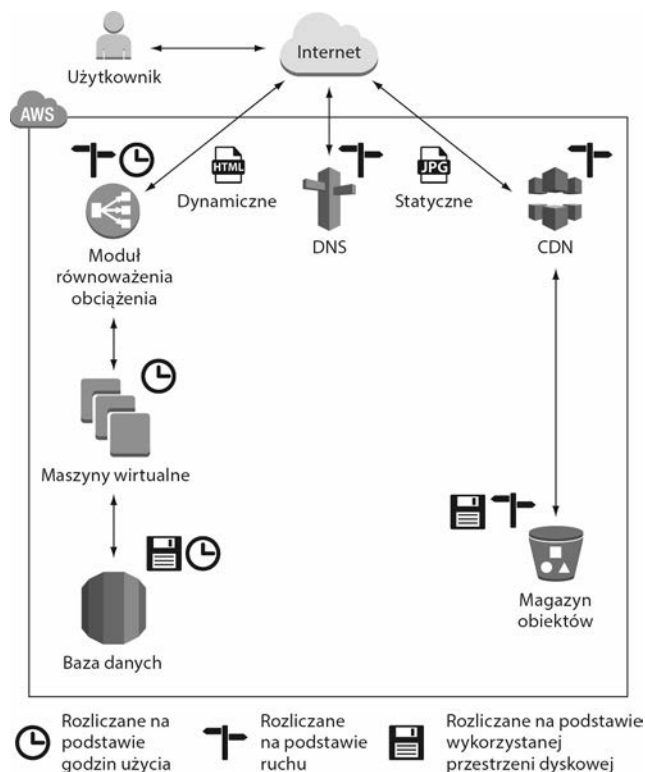 Użytkownik
Internet
AWS
HTML
Dynamiczne
JPG
Statyczne
DNS
CDN
Moduł
równoważenia
obciążenia
Maszyny wirtualne
Baza danych
Magazyn
obiektów
Rozliczane na
podstawie
godzin użycia
Rozliczane
na podstawie
ruchu
Rozliczane na podstawie
wykorzystanej
przestrzeni dyskowej